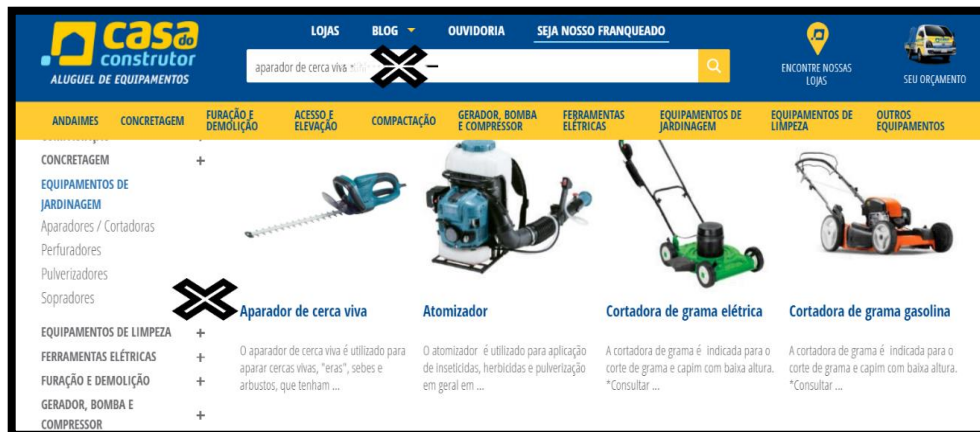 LOJAS BLOG OUVIDORIA SEJA NOSSO FRANQUEADO
casa do
construtor
ALUGUEL DE EQUIPAMENTOS
aparador de cerca viva
ENCONTRE NOSSAS
LOJAS
SEU ORÇAMENTO
ANDAIMES
CONCRETAGEM
FURAÇÃO E
DEMOLIÇÃO
ACESSO E
ELEVAÇÃO
COMPACTAÇÃO
GERADOR, BOMBA
E COMPRESSOR
FERRAMENTAS
ELÉTRICAS
EQUIPAMENTOS DE
JARDINAGEM
EQUIPAMENTOS DE
LIMPEZA
OUTROS
EQUIPAMENTOS
CONCRETAGEM +
EQUIPAMENTOS DE
JARDINAGEM
Aparadores / Cortadoras
Perfuradores
Pulverizadores
Sopradores
EQUIPAMENTOS DE LIMPEZA +
FERRAMENTAS ELÉTRICAS +
FURAÇÃO E DEMOLIÇÃO +
GERADOR, BOMBA E
COMPRESSOR +
Aparador de cerca viva
O aparador de cerca viva é utilizado para
aparar cercas vivas, "eras", sebes e
arbustos, que tenham ...
Atomizador
O atomizador é utilizado para aplicação
de inseticidas, herbicidas e pulverização
em geral em ...
Cortadora de grama elétrica
A cortadora de grama é indicada para o
corte de grama e capim com baixa altura.
*Consultar ...
Cortadora de grama gasolina
A cortadora de grama é indicada para o
corte de grama e capim com baixa altura.
*Consultar ...